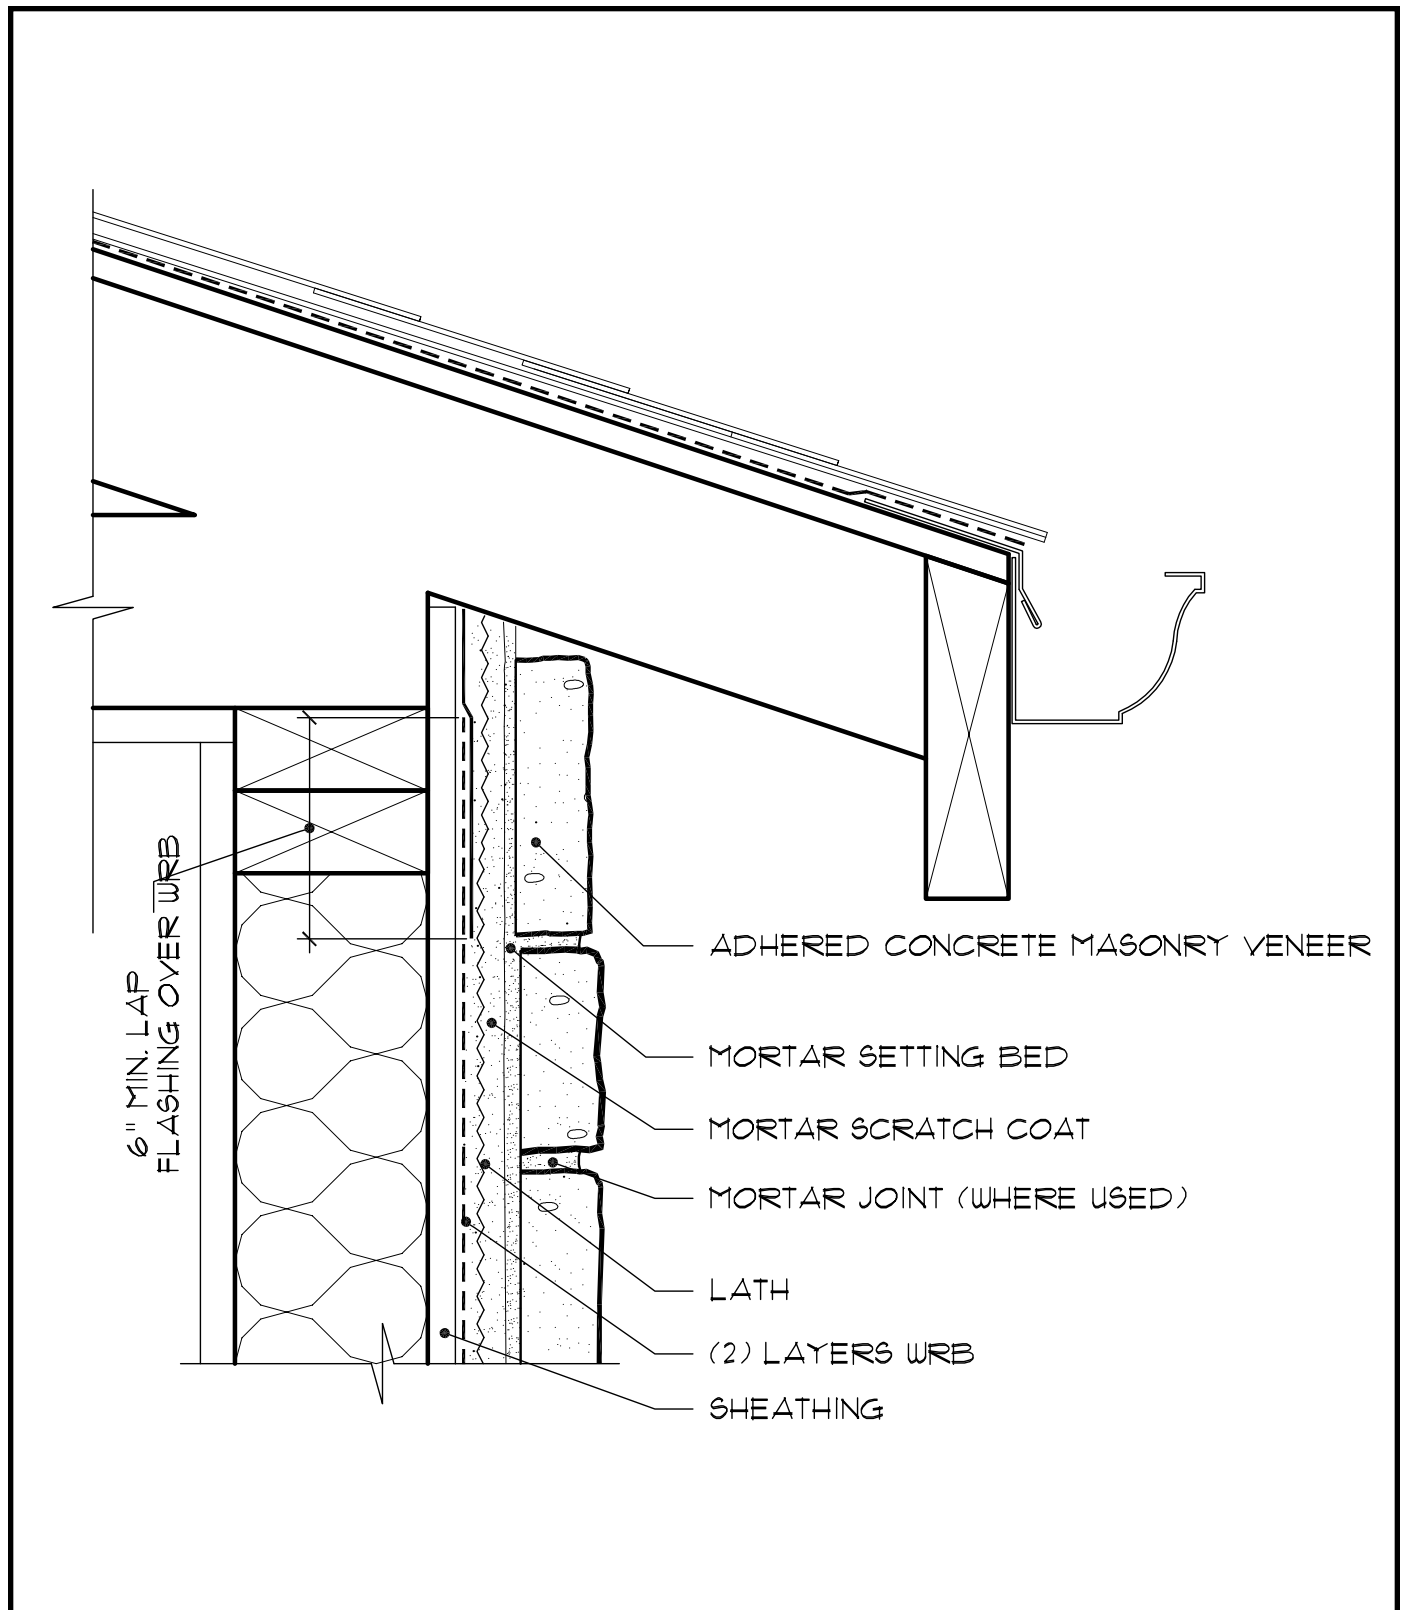 6" MIN. LAP
FLASHING OVER WRB
ADHERED CONCRETE MASONRY VENEER
MORTAR SETTING BED
MORTAR SCRATCH COAT
MORTAR JOINT (WHERE USED)
LATH
(2) LAYERS WRB
SHEATHING